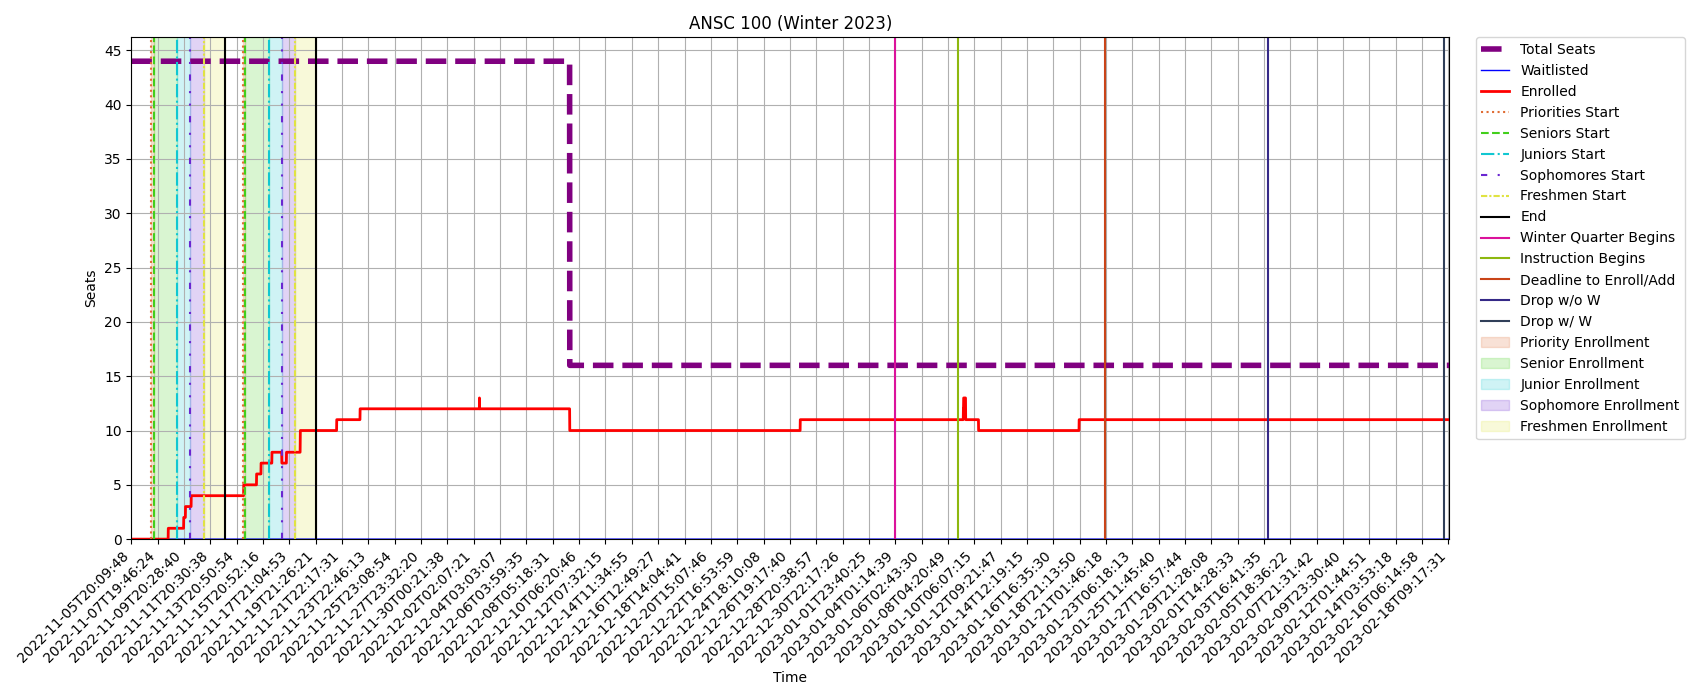 ANSC 100 (Winter 2023)
45
40
35
30
25
20
15
10
5
0
Seats
2022-11-05T20:09:48
2022-11-07T19:46:24
2022-11-09T20:28:40
2022-11-11T20:30:38
2022-11-13T20:50:54
2022-11-15T20:52:16
2022-11-17T21:04:53
2022-11-19T21:26:21
2022-11-21T22:17:31
2022-11-23T22:46:13
2022-11-25T23:08:54
2022-11-27T23:32:20
2022-11-30T00:21:38
2022-12-02T02:07:21
2022-12-04T03:03:07
2022-12-06T03:59:35
2022-12-08T05:18:31
2022-12-10T06:20:46
2022-12-12T07:32:15
2022-12-14T11:34:55
2022-12-16T12:49:27
2022-12-18T14:04:41
2022-12-20T15:07:46
2022-12-22T16:53:59
2022-12-24T18:10:08
2022-12-26T19:17:40
2022-12-28T20:38:57
2022-12-30T22:17:26
2023-01-01T23:40:25
2023-01-04T01:14:39
2023-01-06T02:43:30
2023-01-08T04:20:49
2023-01-10T06:07:15
2023-01-12T09:21:47
2023-01-14T12:19:15
2023-01-16T16:35:30
2023-01-18T21:13:50
2023-01-21T01:46:18
2023-01-23T06:18:13
2023-01-25T11:45:40
2023-01-27T16:57:44
2023-01-29T21:28:08
2023-02-01T14:28:33
2023-02-03T16:41:35
2023-02-05T18:36:22
2023-02-07T21:31:42
2023-02-09T23:30:40
2023-02-12T01:44:51
2023-02-14T03:53:18
2023-02-16T06:14:58
2023-02-18T09:17:31
Time
Total Seats
Waitlisted
Enrolled
Priorities Start
Seniors Start
Juniors Start
Sophomores Start
Freshmen Start
End
Winter Quarter Begins
Instruction Begins
Deadline to Enroll/Add
Drop w/o W
Drop w/ W
Priority Enrollment
Senior Enrollment
Junior Enrollment
Sophomore Enrollment
Freshmen Enrollment